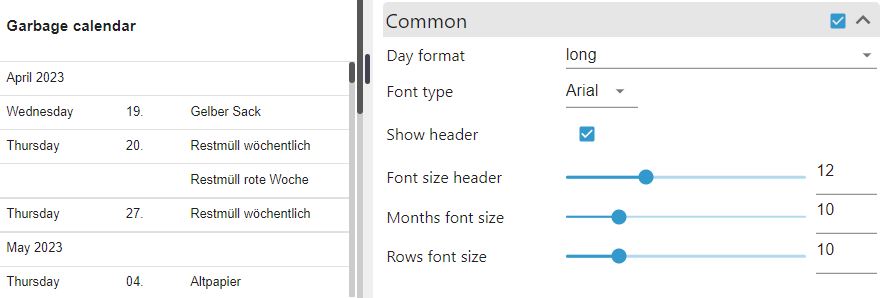 Garbage calendar
April 2023
Wednesday 19. Gelber Sack
Thursday 20. Restmüll wöchentlich
Restmüll rote Woche
Thursday 27. Restmüll wöchentlich
May 2023
Thursday 04. Altpapier
Common
Day format long
Font type Arial
Show header
Font size header 12
Months font size 10
Rows font size 10